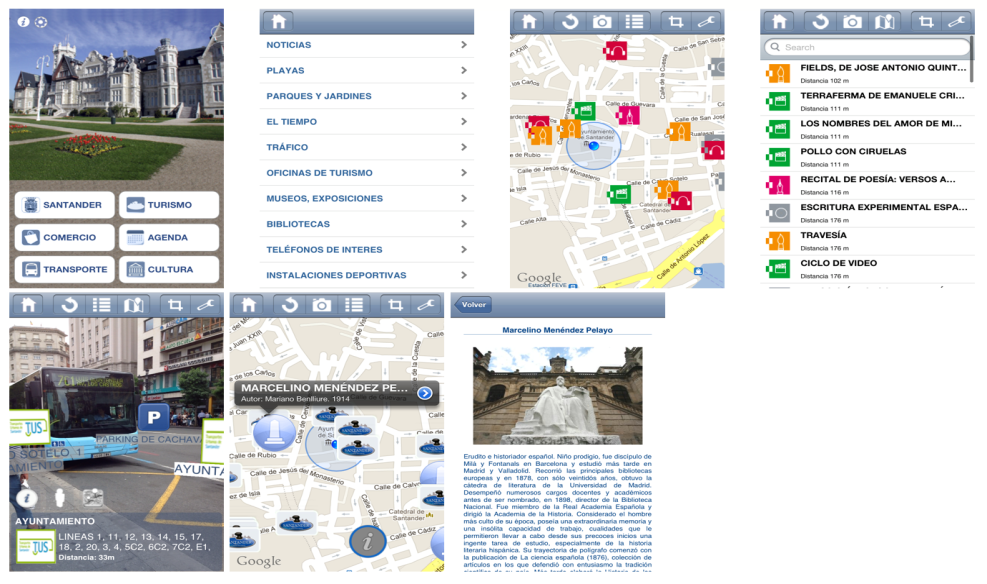 SANTANDER
TURISMO
COMERCIO
AGENDA
TRANSPORTE
CULTURA
NOTICIAS
PLAYAS
PARQUES Y JARDINES
EL TIEMPO
TRÁFICO
OFICINAS DE TURISMO
MUSEOS, EXPOSICIONES
BIBLIOTECAS
TELÉFONOS DE INTERES
INSTALACIONES DEPORTIVAS
Calle de San Seba
Calle de la Cuesta
los Caños
Calle de Guevara
Ayuntamiento
de Santander
e de Rubio
Calle de Jesús del Monasterio
Calle Alta
Catedral de
Santander
Calle de Cádiz
Calle de Antonio López
Google
Estación FEVE
Search
FIELDS, DE JOSE ANTONIO QUINT...
Distancia 102 m
TERRAFERMA DE EMANUELE CRI...
Distancia 111 m
LOS NOMBRES DEL AMOR DE MI...
Distancia 111 m
POLLO CON CIRUELAS
Distancia 111 m
RECITAL DE POESÍA: VERSOS A...
Distancia 116 m
ESCRITURA EXPERIMENTAL ESPA...
Distancia 176 m
TRAVESÍA
Distancia 176 m
CICLO DE VIDEO
Distancia 176 m
P
TUS
PARKING DE CACHAVA
SOTELO, 1
AMIENTO
AYUNTA
i
AYUNTAMIENTO
TUS
LINEAS 1, 11, 12, 13, 14, 15, 17,
18, 2, 20, 3, 4, 5C2, 6C2, 7C2, E1,
Distancia: 33m
Juan XXIII
Calle
MARCELINO MENÉNDEZ PE...
Autor: Mariano Benlliure. 1914
los Caños
Calle de Rubio
Calle de Jesús del Monasterio
Calle de Calvo
ez de Isla
Catedral de
Santander
Calle Alta
i
Google
Volver
Marcelino Menéndez Pelayo
Erudito e historiador español. Niño prodigio, fue discípulo de
Milá y Fontanals en Barcelona y estudió más tarde en
Madrid y Valladolid. Recorrió las principales bibliotecas
europeas y en 1878, con sólo veintidós años, obtuvo la
cátedra de literatura de la Universidad de Madrid.
Desempeñó numerosos cargos docentes y académicos
antes de ser nombrado, en 1898, director de la Biblioteca
Nacional. Fue miembro de la Real Academia Española y
dirigió la Academia de la Historia. Considerado el hombre
más culto de su época, poseía una extraordinaria memoria y
una insólita capacidad de trabajo, cualidades que le
permitieron llevar a cabo desde sus precoces inicios una
ingente tarea de estudio, especialmente de la historia
literaria hispánica. Su trayectoria de polígrafo comenzó con
la publicación de La ciencia española (1876), colección de
artículos en los que defendió con entusiasmo la tradición